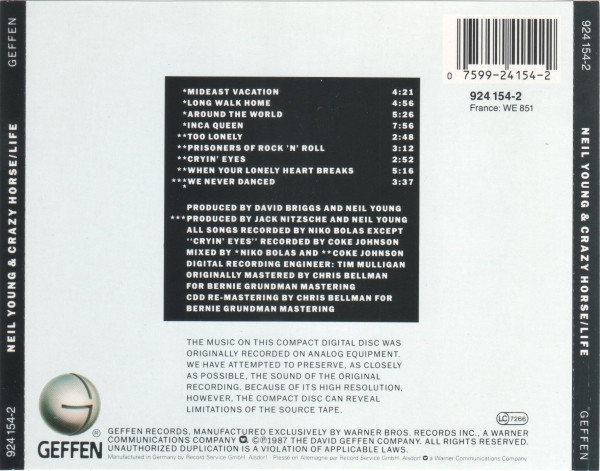 GEFFEN
NEIL YOUNG & CRAZY HORSE/LIFE
924 154-2
0 7599-24154-2
924 154-2
France: WE 851
*MIDEAST VACATION 4:21
*LONG WALK HOME 4:56
*AROUND THE WORLD 5:26
*INCA QUEEN 7:56
**TOO LONELY 2:48
**PRISONERS OF ROCK 'N' ROLL 3:12
**CRYIN' EYES 2:52
**WHEN YOUR LONELY HEART BREAKS 5:16
***WE NEVER DANCED 3:37
*
PRODUCED BY DAVID BRIGGS AND NEIL YOUNG
***PRODUCED BY JACK NITZSCHE AND NEIL YOUNG
ALL SONGS RECORDED BY NIKO BOLAS EXCEPT
"CRYIN' EYES" RECORDED BY COKE JOHNSON
MIXED BY *NIKO BOLAS AND **COKE JOHNSON
DIGITAL RECORDING ENGINEER: TIM MULLIGAN
ORIGINALLY MASTERED BY CHRIS BELLMAN
FOR BERNIE GRUNDMAN MASTERING
CDD RE-MASTERING BY CHRIS BELLMAN FOR
BERNIE GRUNDMAN MASTERING
THE MUSIC ON THIS COMPACT DIGITAL DISC WAS
ORIGINALLY RECORDED ON ANALOG EQUIPMENT.
WE HAVE ATTEMPTED TO PRESERVE, AS CLOSELY
AS POSSIBLE, THE SOUND OF THE ORIGINAL
RECORDING. BECAUSE OF ITS HIGH RESOLUTION,
HOWEVER, THE COMPACT DISC CAN REVEAL
LIMITATIONS OF THE SOURCE TAPE.
G
®
GEFFEN
LC 7266
GEFFEN RECORDS, MANUFACTURED EXCLUSIVELY BY WARNER BROS. RECORDS INC., A WARNER
COMMUNICATIONS COMPANY ©℗1987 THE DAVID GEFFEN COMPANY. ALL RIGHTS RESERVED.
UNAUTHORIZED DUPLICATION IS A VIOLATION OF APPLICABLE LAWS.
Manufactured in Germany by Record Service GmbH, Alsdorf · Pressé en Allemagne par Record Service GmbH. Alsdorf a Warner Communications Company
924 154-2
NEIL YOUNG & CRAZY HORSE/LIFE
GEFFEN